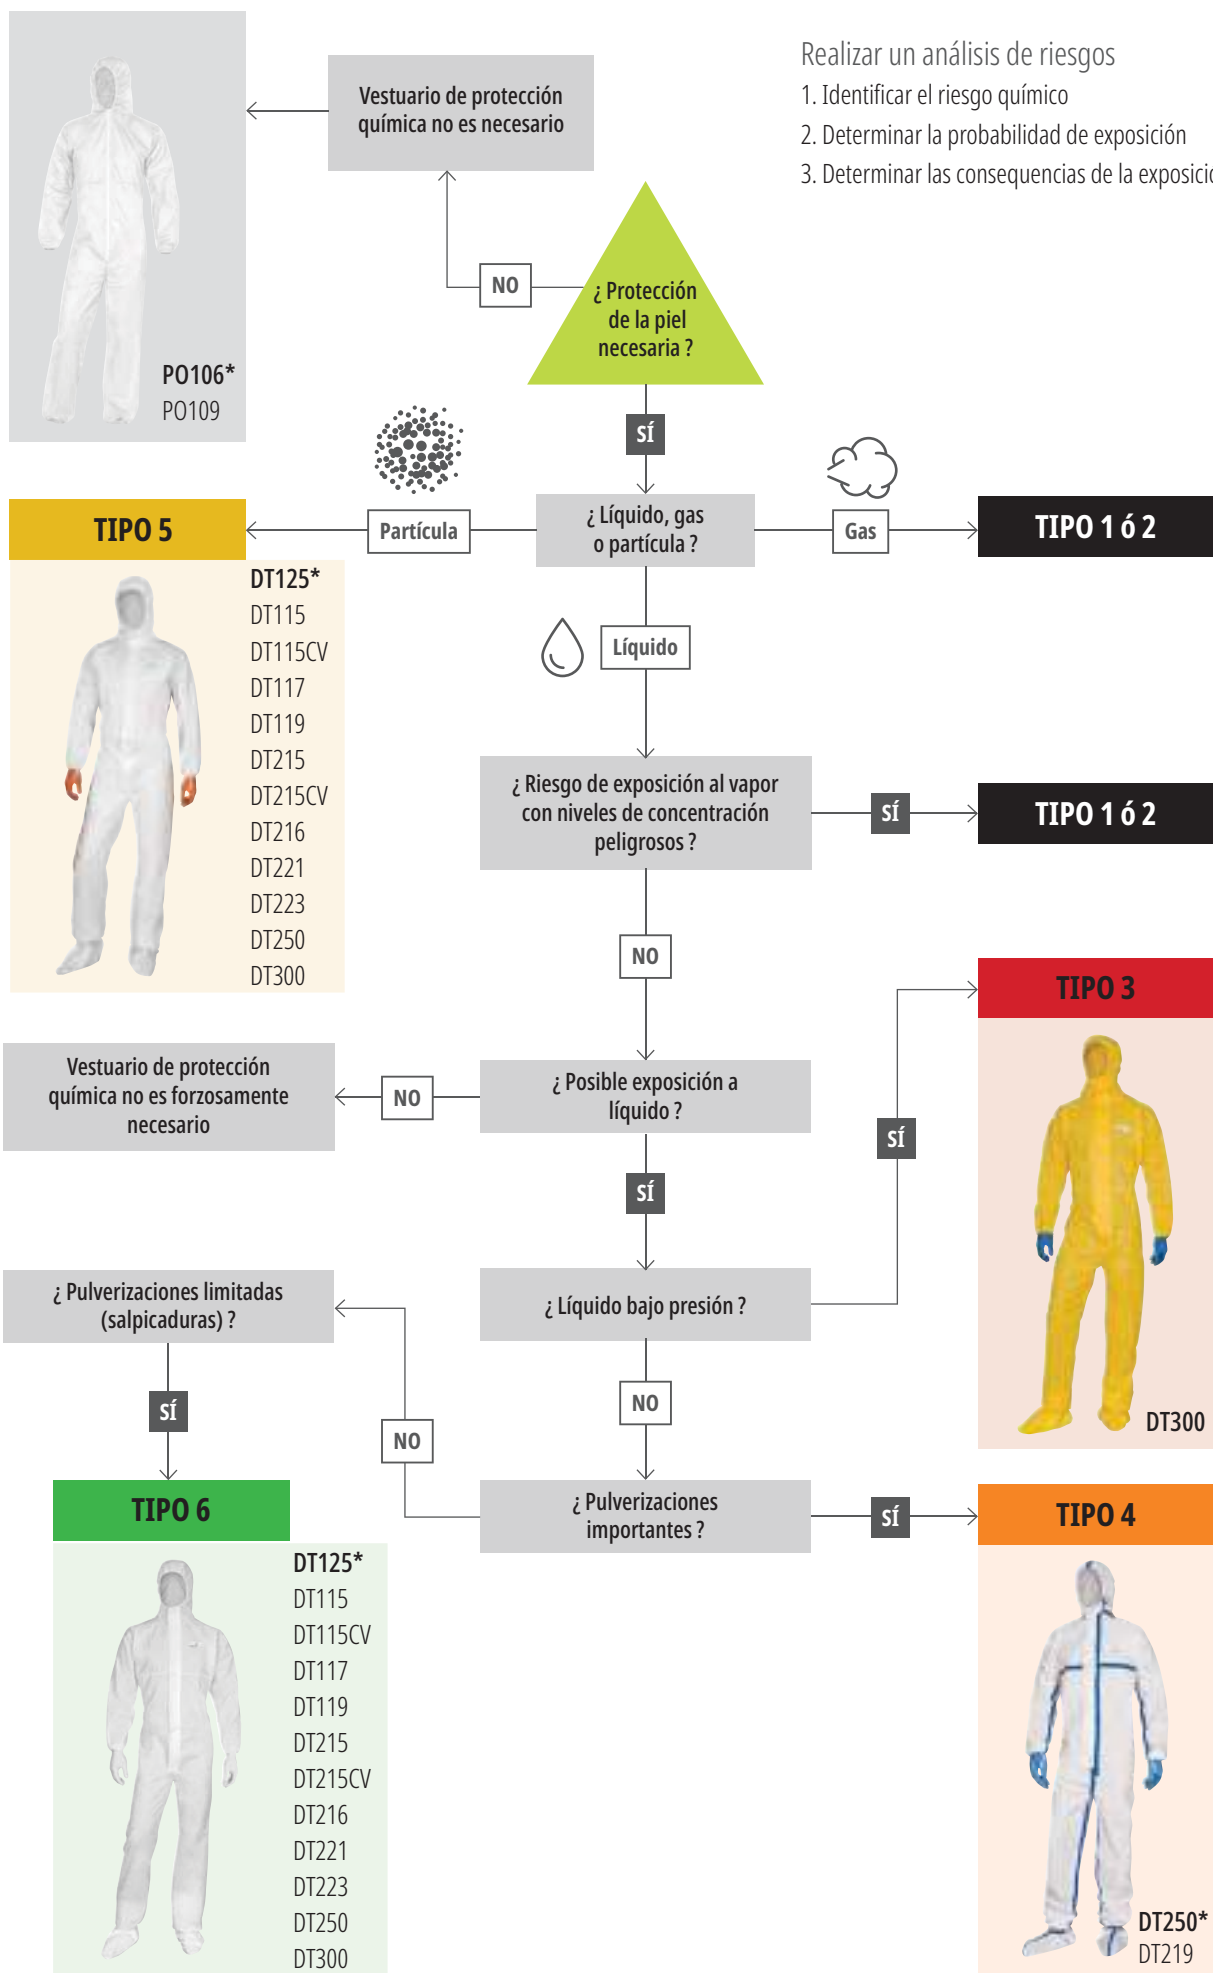 Realizar un análisis de riesgos
1. Identificar el riesgo químico
2. Determinar la probabilidad de exposición
3. Determinar las consequencias de la exposició
Vestuario de protección
química no es necesario
PO106*
PO109
NO
¿ Protección
de la piel
necesaria ?
SÍ
TIPO 5
Partícula
¿ Líquido, gas
o partícula ?
Gas
TIPO 1 ó 2
DT125*
DT115
DT115CV
DT117
DT119
DT215
DT215CV
DT216
DT221
DT223
DT250
DT300
Líquido
¿ Riesgo de exposición al vapor
con niveles de concentración
peligrosos ?
SÍ
TIPO 1 ó 2
NO
Vestuario de protección
química no es forzosamente
necesario
NO
¿ Posible exposición a
líquido ?
SÍ
SÍ
TIPO 3
DT300
¿ Pulverizaciones limitadas
(salpicaduras) ?
¿ Líquido bajo presión ?
SÍ
NO
NO
TIPO 6
¿ Pulverizaciones
importantes ?
SÍ
TIPO 4
DT125*
DT115
DT115CV
DT117
DT119
DT215
DT215CV
DT216
DT221
DT223
DT250
DT300
DT250*
DT219